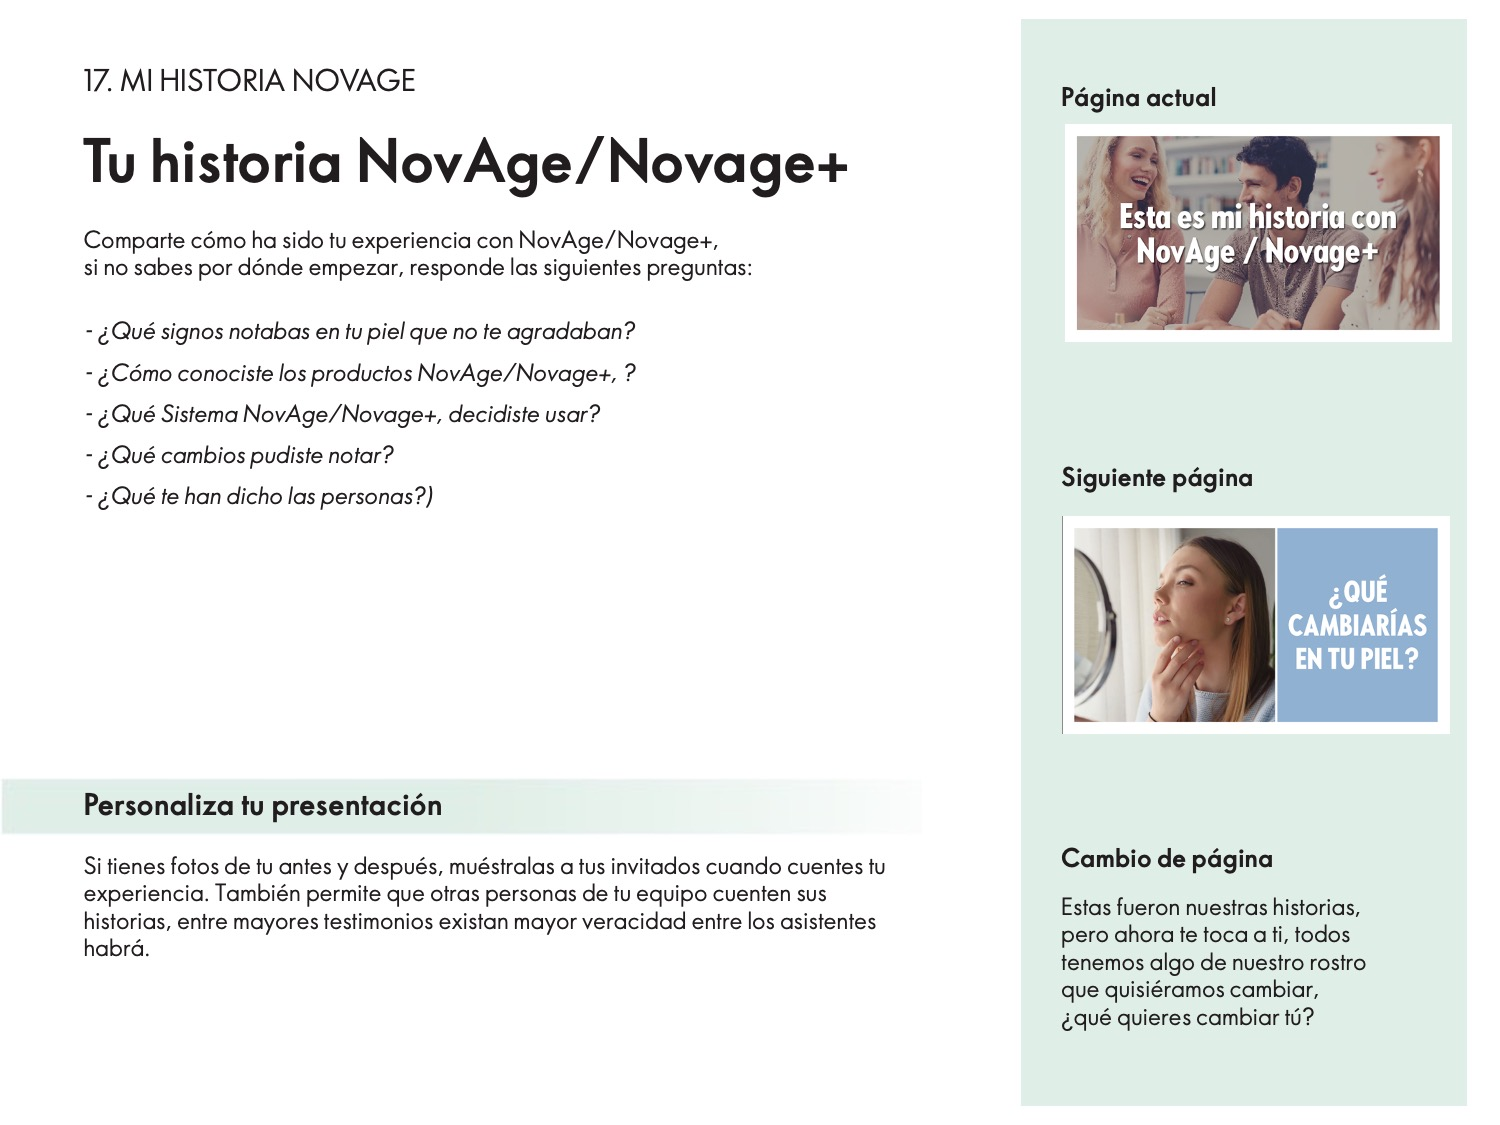 17. MI HISTORIA NOVAGE
Tu historia NovAge/Novage+
Comparte cómo ha sido tu experiencia con NovAge/Novage+,
si no sabes por dónde empezar, responde las siguientes preguntas:
- ¿Qué signos notabas en tu piel que no te agradaban?
- ¿Cómo conociste los productos NovAge/Novage+, ?
- ¿Qué Sistema NovAge/Novage+, decidiste usar?
- ¿Qué cambios pudiste notar?
- ¿Qué te han dicho las personas?)
Personaliza tu presentación
Si tienes fotos de tu antes y después, muéstralas a tus invitados cuando cuentes tu
experiencia. También permite que otras personas de tu equipo cuenten sus
historias, entre mayores testimonios existan mayor veracidad entre los asistentes
habrá.
Página actual
Esta es mi historia con
NovAge / Novage+
Siguiente página
¿QUÉ
CAMBIARÍAS
EN TU PIEL?
Cambio de página
Estas fueron nuestras historias,
pero ahora te toca a ti, todos
tenemos algo de nuestro rostro
que quisiéramos cambiar,
¿qué quieres cambiar tú?